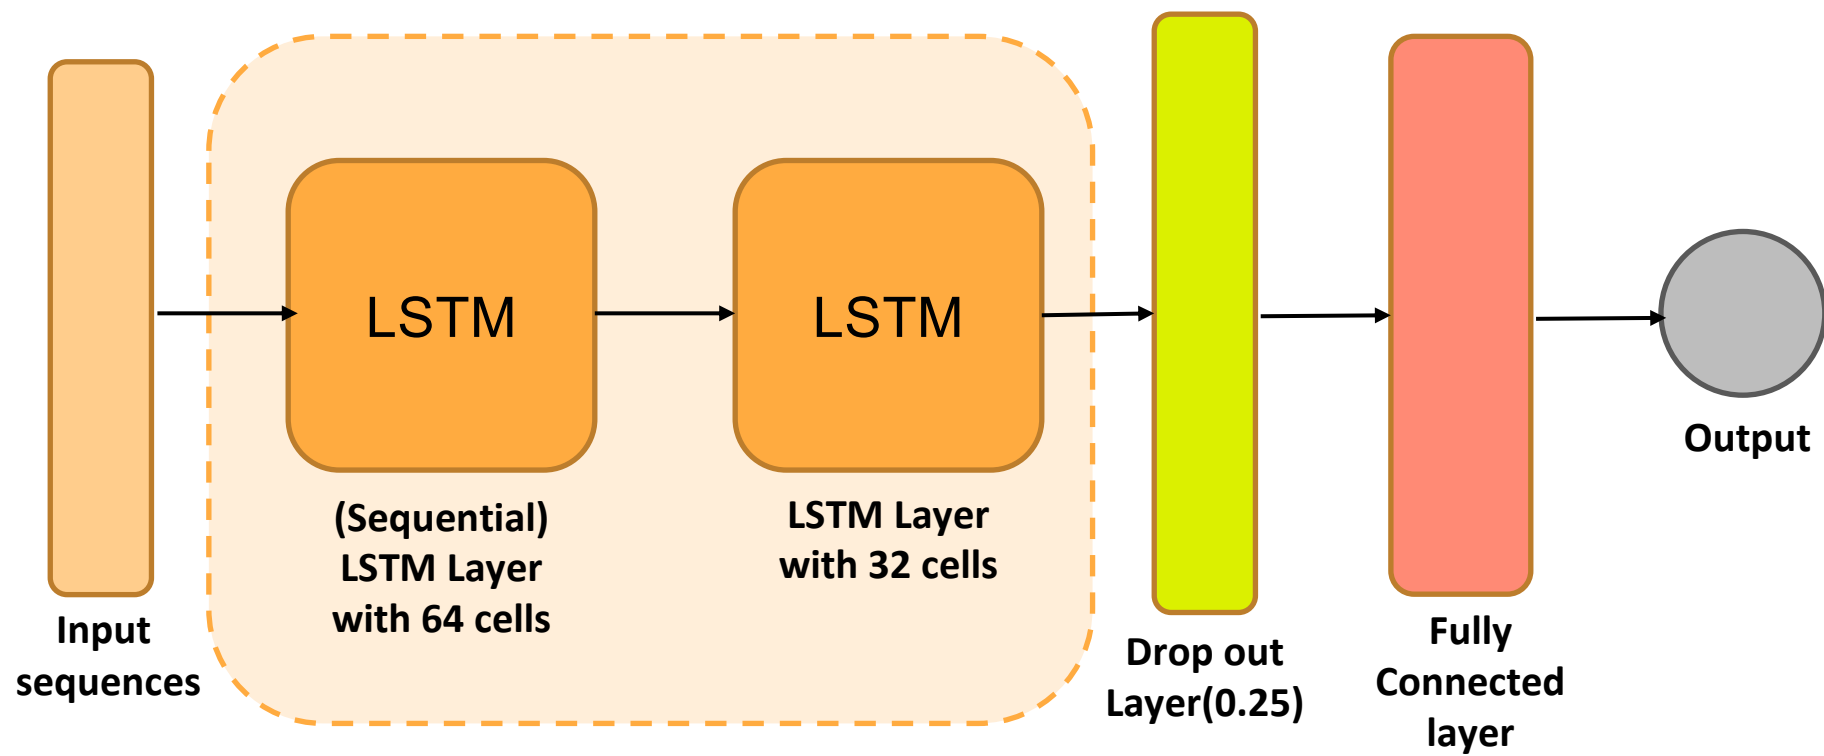 LSTM
LSTM
Input
sequences
(Sequential)
LSTM Layer
with 64 cells
LSTM Layer
with 32 cells
Drop out
Layer(0.25)
Fully
Connected
layer
Output